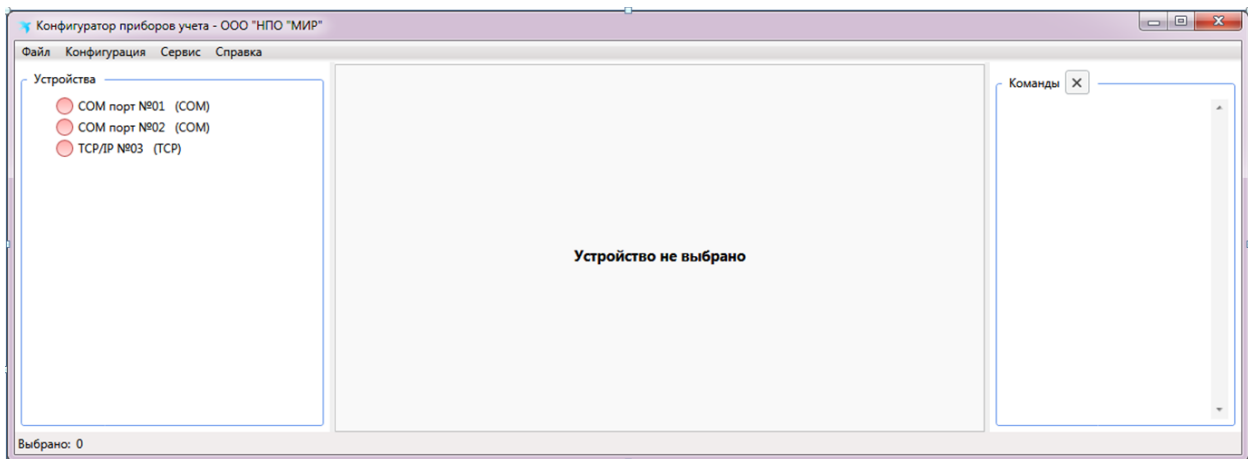 Конфигуратор приборов учета - ООО "НПО "МИР"
Файл Конфигурация Сервис Справка
Устройства
COM порт №01 (COM)
COM порт №02 (COM)
TCP/IP №03 (TCP)
Устройство не выбрано
Команды
Выбрано: 0